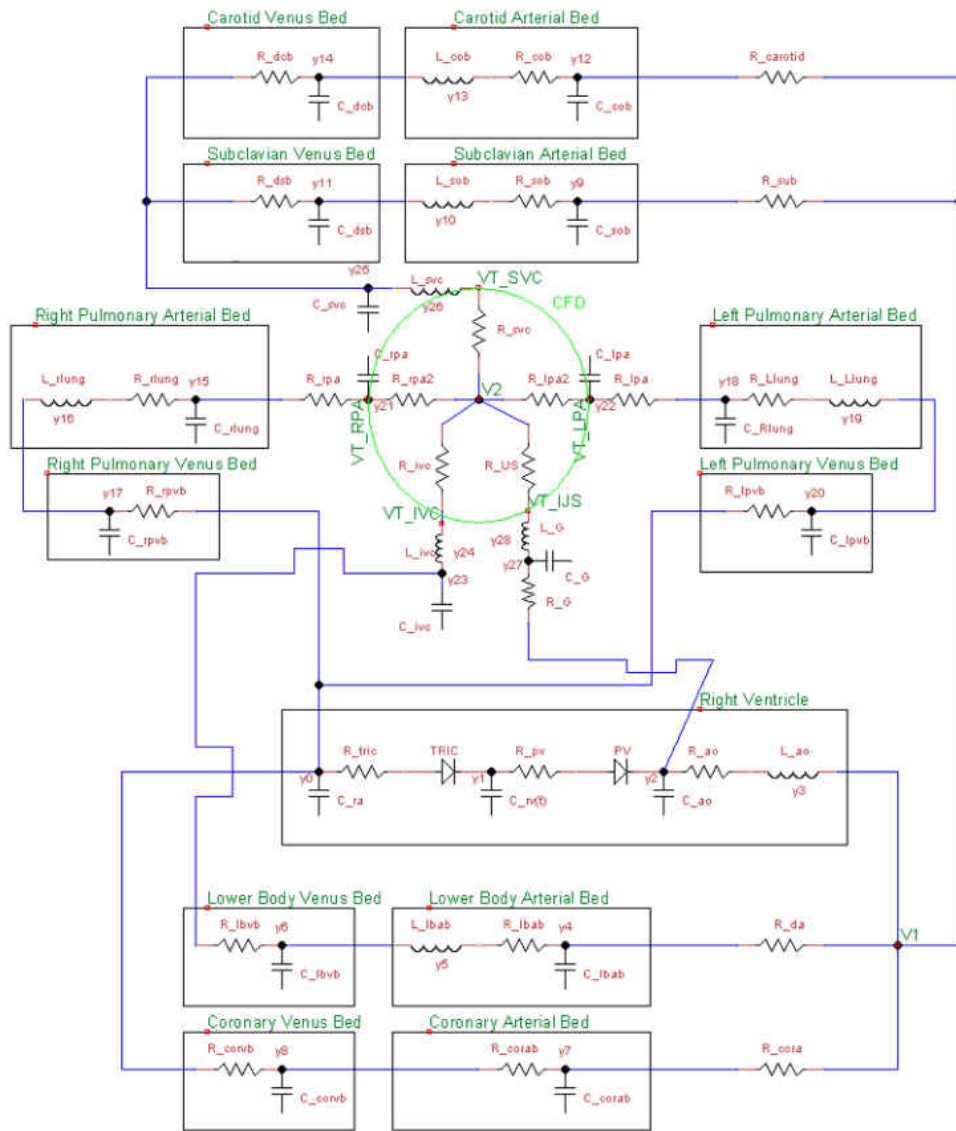 Carotid Venus Bed
Carotid Arterial Bed
R_dcb
y14
L_cob
R_cob
y12
R_carotid
y13
C_dcb
C_cob
Subclavian Venus Bed
Subclavian Arterial Bed
R_dsb
y11
L_sob
R_sob
y9
R_sub
y10
C_dsb
C_sob
y25
L_svc
VT_SVC
C_svc
y26
CFD
Right Pulmonary Arterial Bed
Left Pulmonary Arterial Bed
R_svc
C_rpa
C_lpa
L_rlung
R_rlung
y15
R_rpa
R_rpa2
V2
R_lpa2
R_lpa
y18
R_Llung
L_Llung
y16
y21
y22
y19
C_rlung
VT_RPA
VT_LPA
C_Rlung
Right Pulmonary Venus Bed
Left Pulmonary Venus Bed
R_ivc
R_US
y17
R_rpvb
R_lpvb
y20
VT_IVC
VT_IJS
C_rpvb
C_lpvb
L_ivc
y24
y28
L_G
y23
y27
C_G
R_G
C_ivc
Right Ventricle
R_tric
TRIC
R_pv
PV
R_ao
L_ao
y0
y1
y2
y3
C_ra
C_rv(t)
C_ao
Lower Body Venus Bed
Lower Body Arterial Bed
R_lbvb
y6
L_lbab
R_lbab
y4
R_da
V1
y5
C_lbvb
C_lbab
Coronary Venus Bed
Coronary Arterial Bed
R_corvb
y8
R_corab
y7
R_cora
C_corvb
C_corab